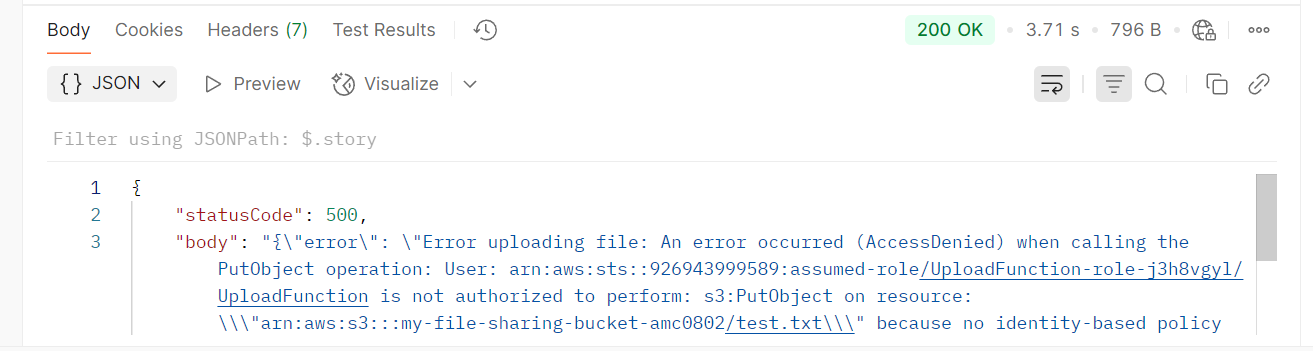 Body Cookies Headers (7) Test Results 200 OK • 3.71 s • 796 B •
{} JSON Preview Visualize
Filter using JSONPath: $.story
1 {
2 "statusCode": 500,
3 "body": "{\"error\": \"Error uploading file: An error occurred (AccessDenied) when calling the
PutObject operation: User: arn:aws:sts::926943999589:assumed-role/UploadFunction-role-j3h8vgyl/
UploadFunction is not authorized to perform: s3:PutObject on resource:
\\\"arn:aws:s3:::my-file-sharing-bucket-amc0802/test.txt\\\" because no identity-based policy